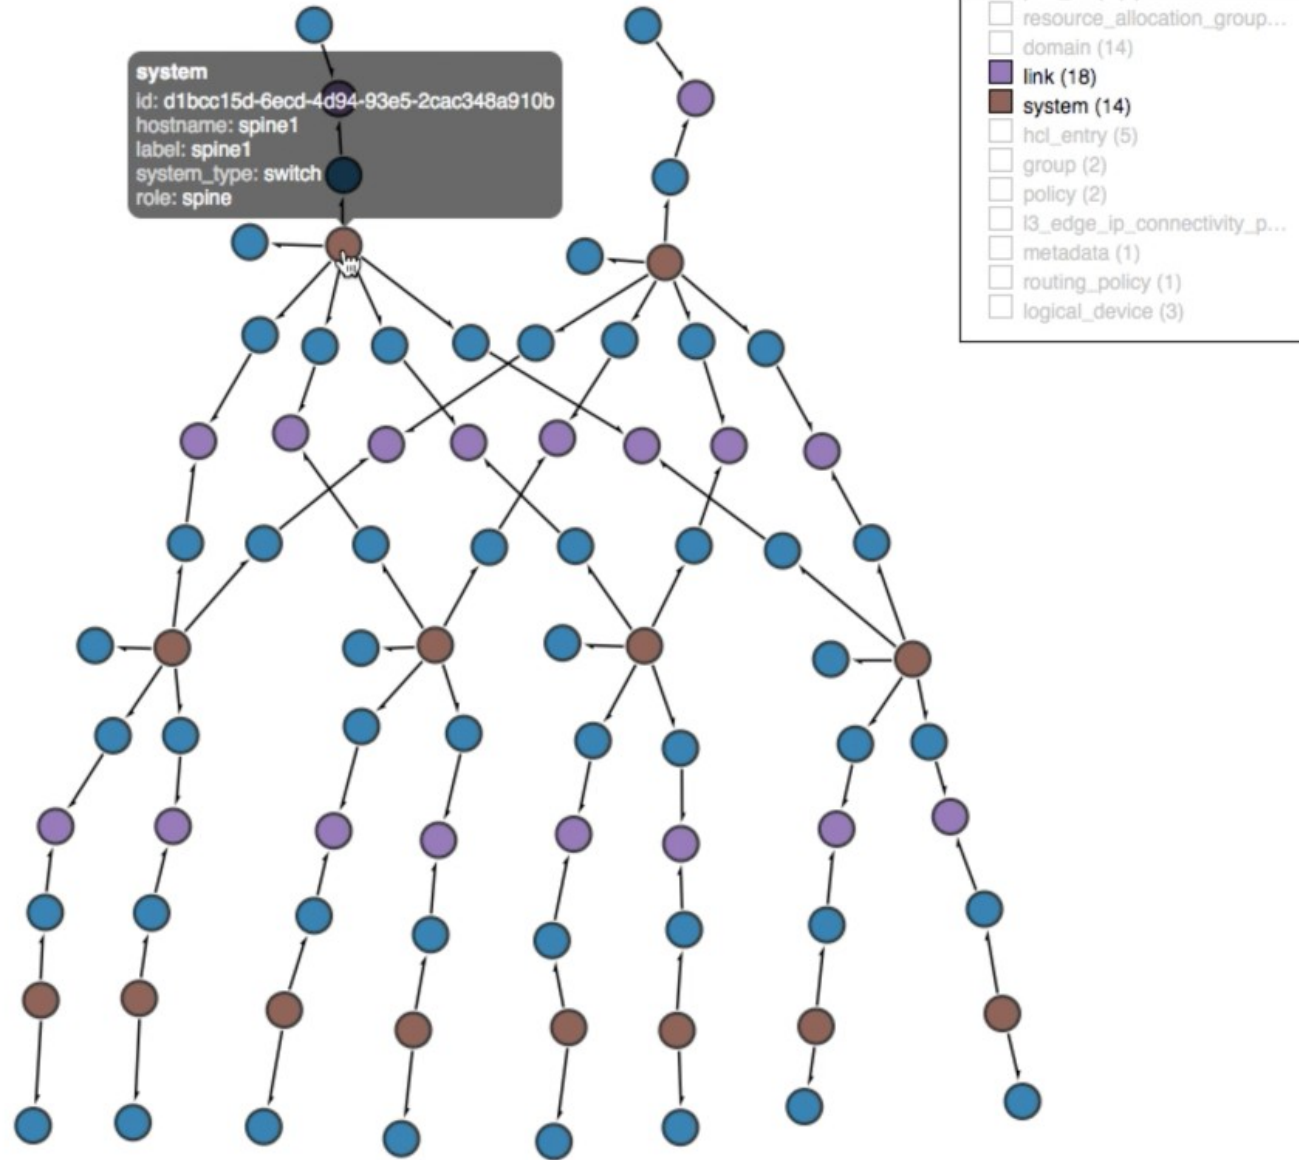 system
id: d1bcc15d-6ecd-4d94-93e5-2cac348a910b
hostname: spine1
label: spine1
system_type: switch
role: spine
resource_allocation_group...
domain (14)
link (18)
system (14)
hcl_entry (5)
group (2)
policy (2)
l3_edge_ip_connectivity_p...
metadata (1)
routing_policy (1)
logical_device (3)